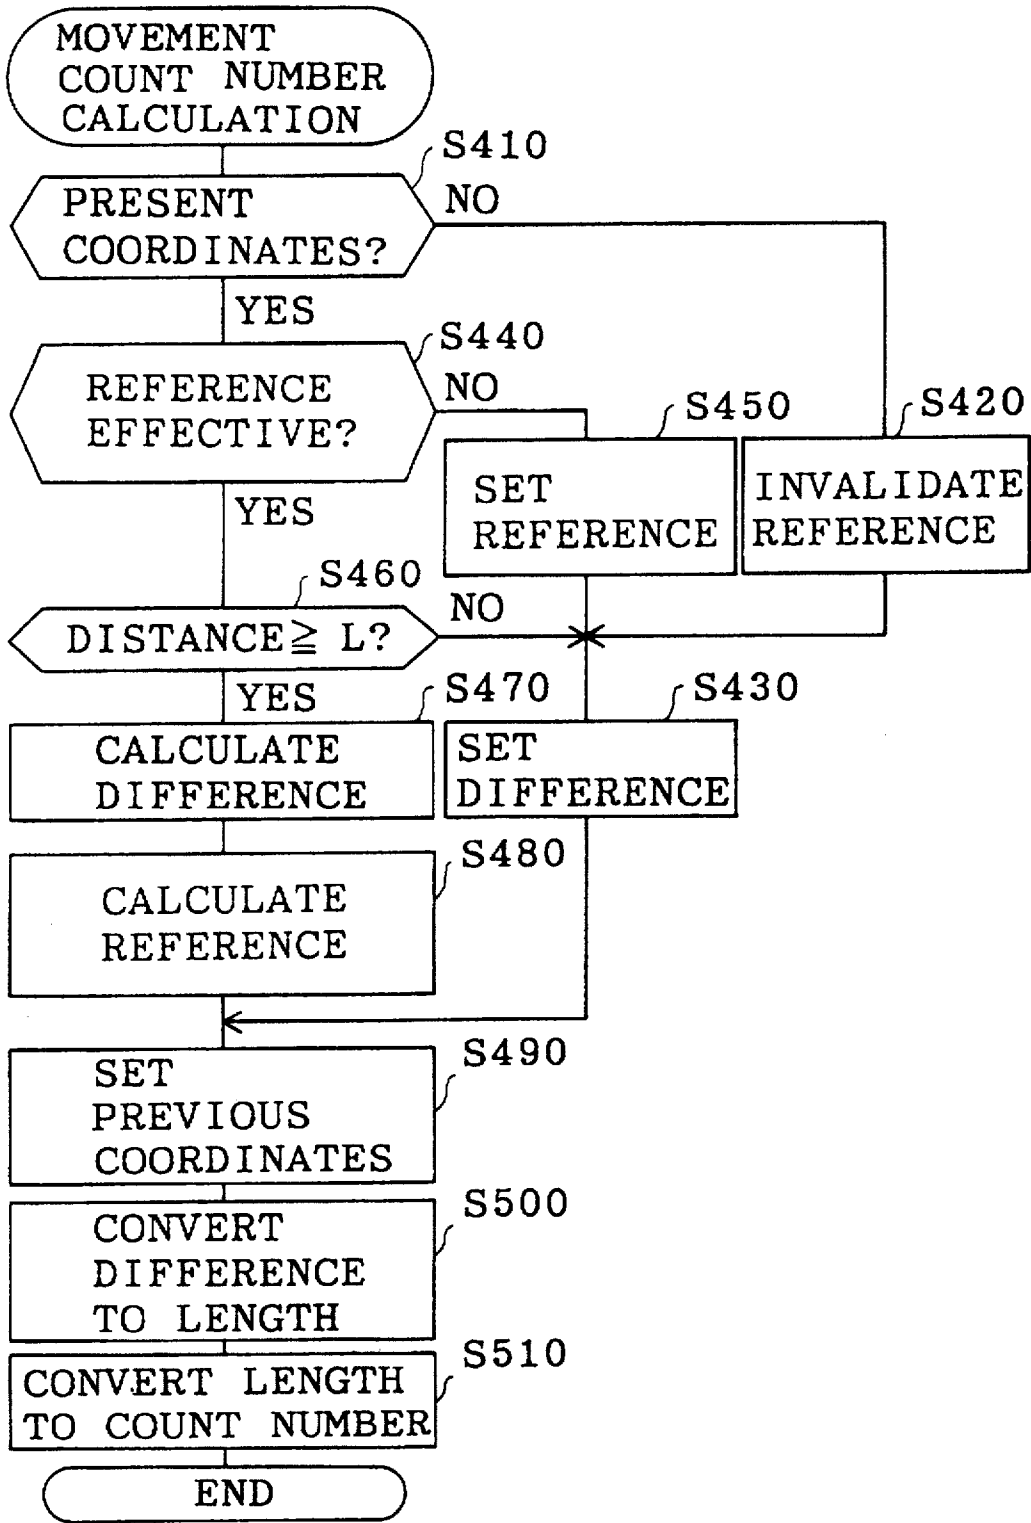 MOVEMENT
COUNT NUMBER
CALCULATION
S410
PRESENT
COORDINATES?
NO
YES
S440
REFERENCE
EFFECTIVE?
NO
YES
S450
SET
REFERENCE
S420
INVALIDATE
REFERENCE
S460
DISTANCE≧ L?
NO
YES
S470
CALCULATE
DIFFERENCE
S430
SET
DIFFERENCE
S480
CALCULATE
REFERENCE
S490
SET
PREVIOUS
COORDINATES
S500
CONVERT
DIFFERENCE
TO LENGTH
S510
CONVERT LENGTH
TO COUNT NUMBER
END